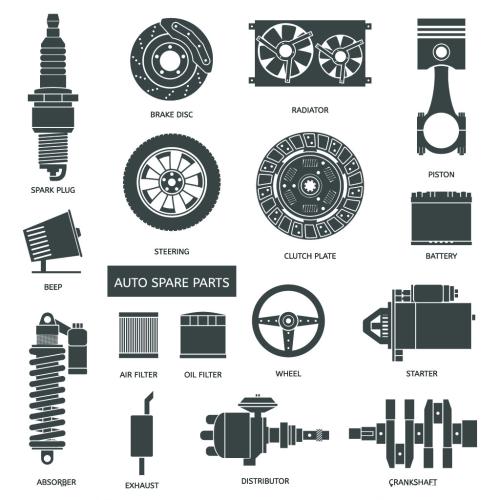 BRAKE DISC
RADIATOR
SPARK PLUG
PISTON
STEERING
CLUTCH PLATE
BATTERY
BEEP
AUTO SPARE PARTS
AIR FILTER
OIL FILTER
WHEEL
STARTER
ABSORBER
EXHAUST
DISTRIBUTOR
CRANKSHAFT